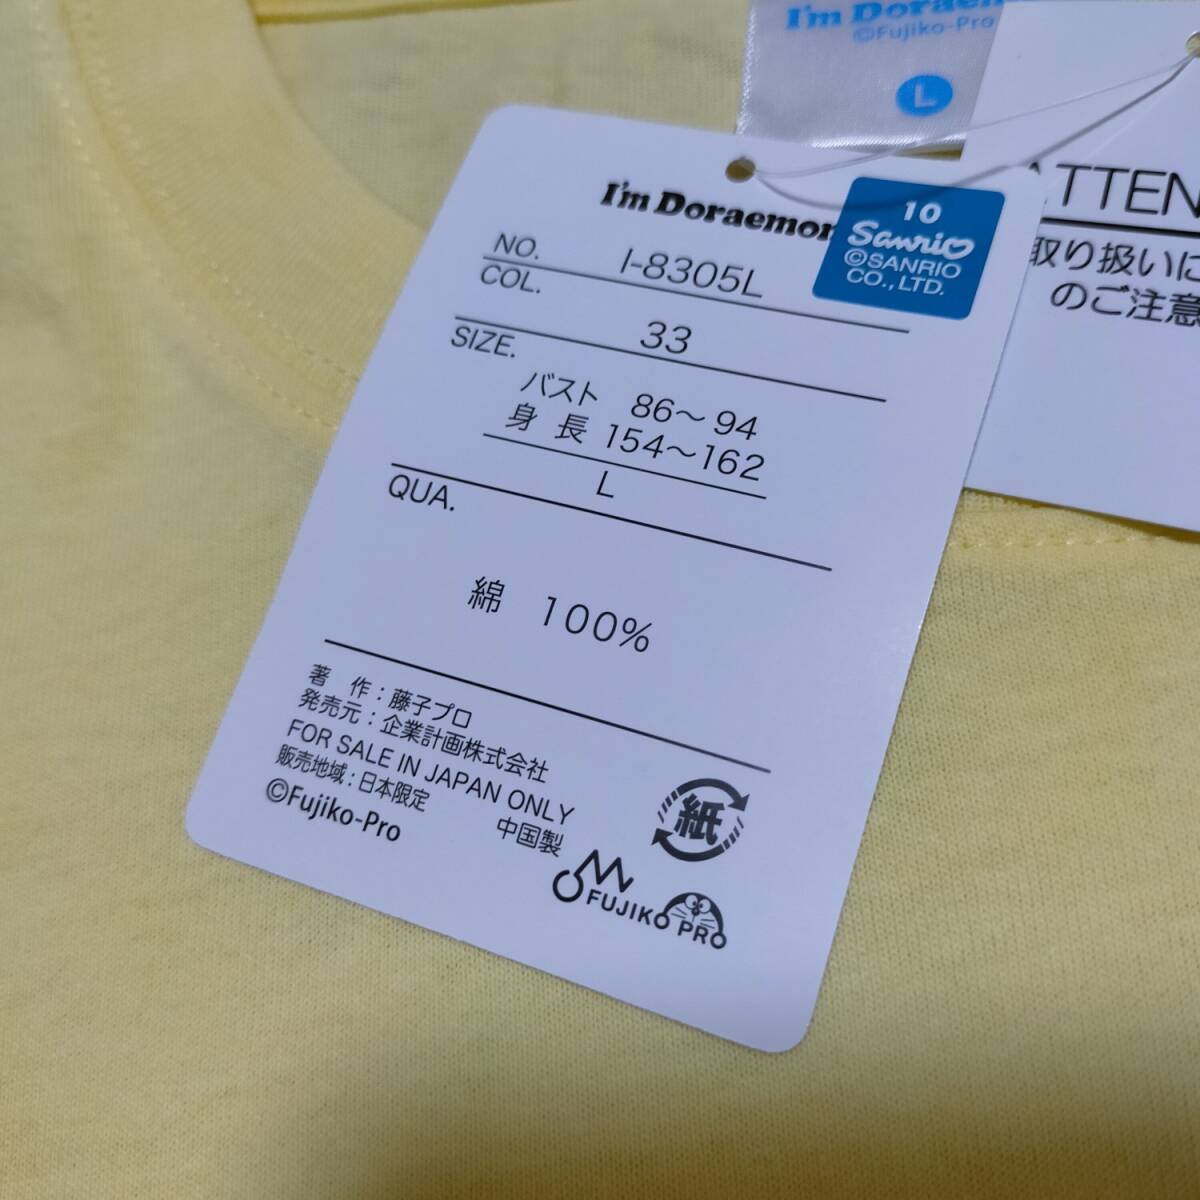 I'm Doraemon
©Fujiko-Pro
L
ATTEN
取り扱いに
のご注意
I'm Doraemon
10
Sanrio
©SANRIO
CO., LTD.
NO. I-8305L
COL. 33
SIZE.
バスト 86～94
身 長 154～162
L
QUA.
綿 100%
著 作：藤子プロ
発売元：企業計画株式会社
FOR SALE IN JAPAN ONLY
販売地域：日本限定
中国製
©Fujiko-Pro
紙
FUJIKO PRO